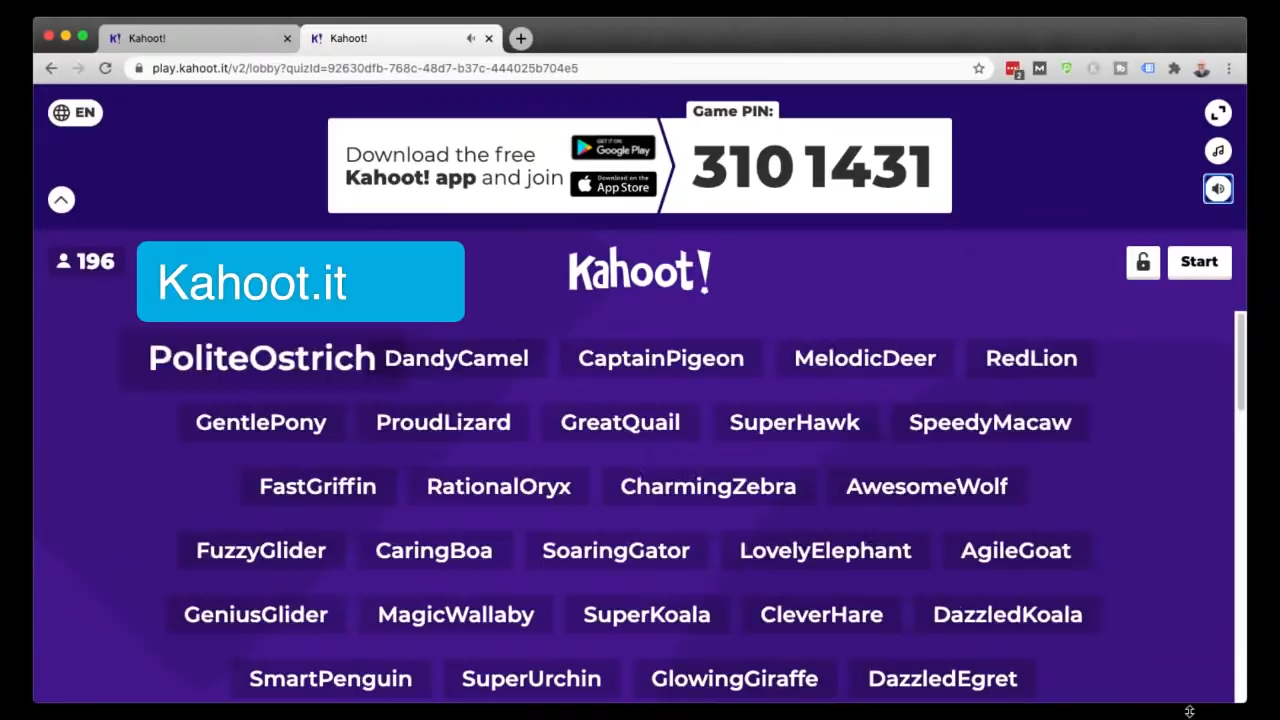 Kahoot! Kahoot!
play.kahoot.it/v2/lobby?quizId=92630dfb-768c-48d7-b37c-444025b704e5
2
EN
Game PIN:
Download the free
Kahoot! app and join
GET IT ON
Google Play
Download on the
App Store
310 1431
196
Kahoot.it
Kahoot!
Start
PoliteOstrich DandyCamel CaptainPigeon MelodicDeer RedLion
GentlePony ProudLizard GreatQuail SuperHawk SpeedyMacaw
FastGriffin RationalOryx CharmingZebra AwesomeWolf
FuzzyGlider CaringBoa SoaringGator LovelyElephant AgileGoat
GeniusGlider MagicWallaby SuperKoala CleverHare DazzledKoala
SmartPenguin SuperUrchin GlowingGiraffe DazzledEgret